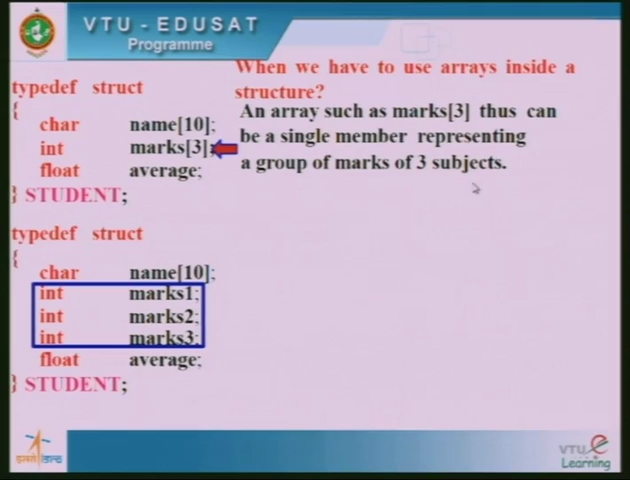 VTU - EDUSAT
Programme
When we have to use arrays inside a
structure?
typedef struct
{
char name[10];
int marks[3];
float average;
} STUDENT;
An array such as marks[3] thus can
be a single member representing
a group of marks of 3 subjects.
typedef struct
{
char name[10];
int marks1;
int marks2;
int marks3;
float average;
} STUDENT;
इसरो isro
VTU e
Learning